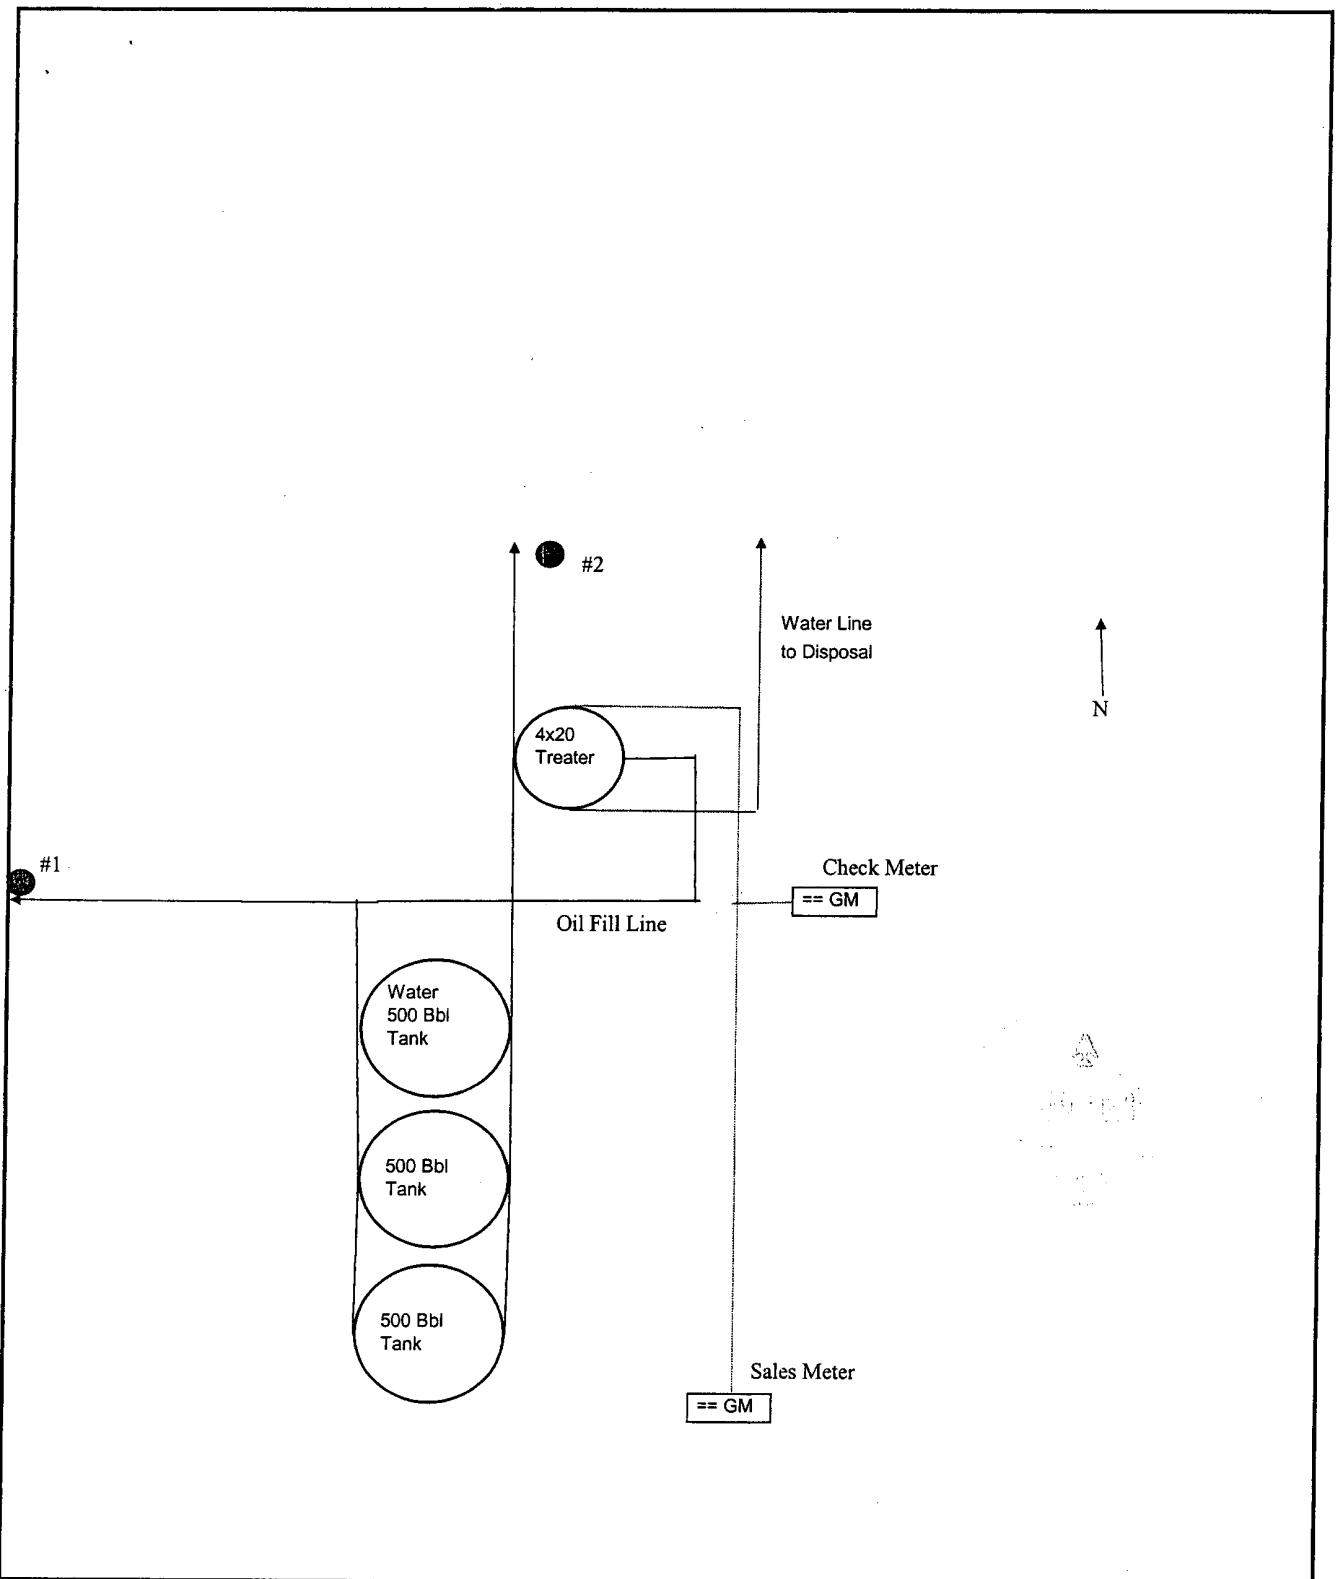 #2
Water Line
to Disposal
N
4x20
Treater
#1
Check Meter
== GM
Oil Fill Line
Water
500 Bbl
Tank
500 Bbl
Tank
500 Bbl
Tank
Sales Meter
== GM